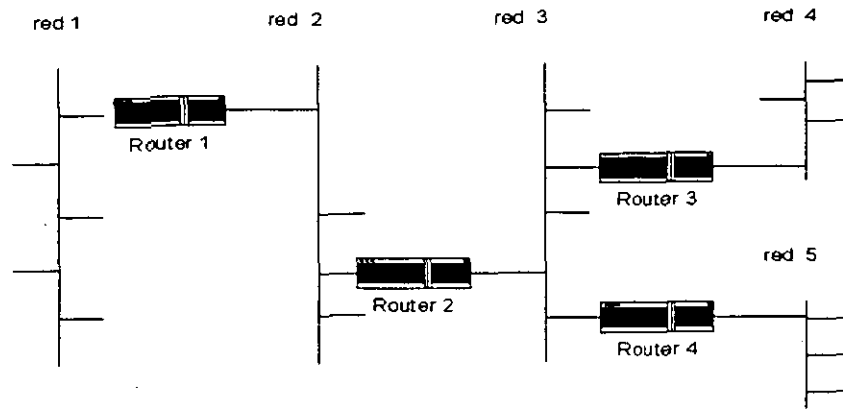 red 1
red 2
red 3
red 4
Router 1
Router 3
red 5
Router 2
Router 4